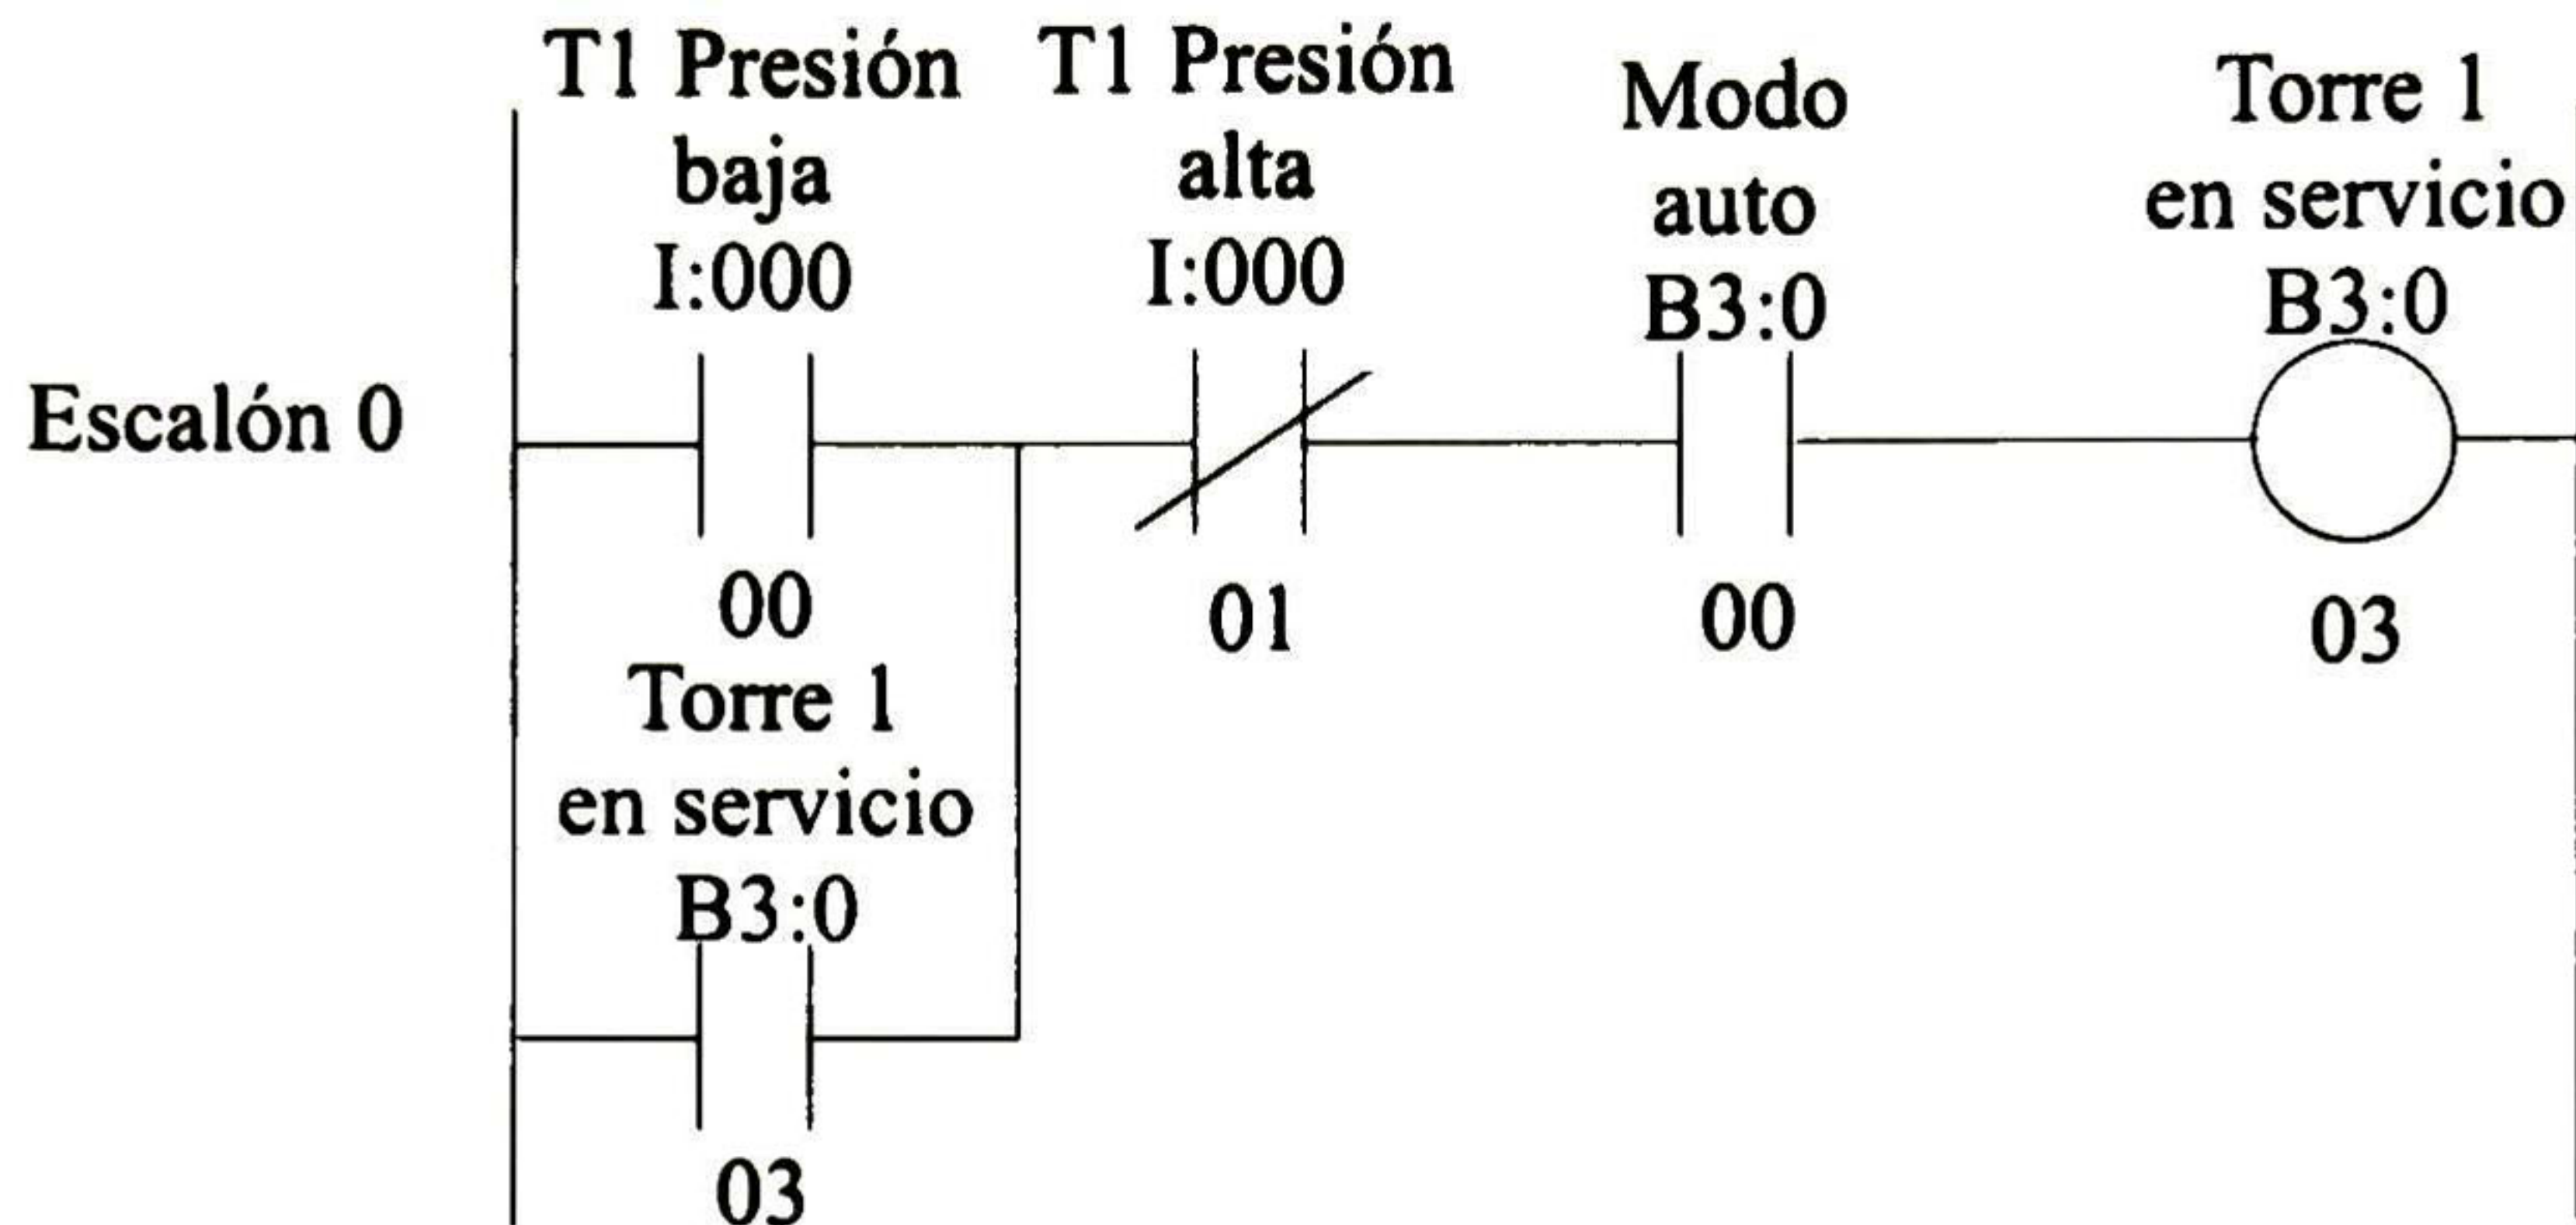 T1 Presión
baja
I:000
T1 Presión
alta
I:000
Modo
auto
B3:0
Torre 1
en servicio
B3:0
Escalón 0
00
01
00
03
Torre 1
en servicio
B3:0
03